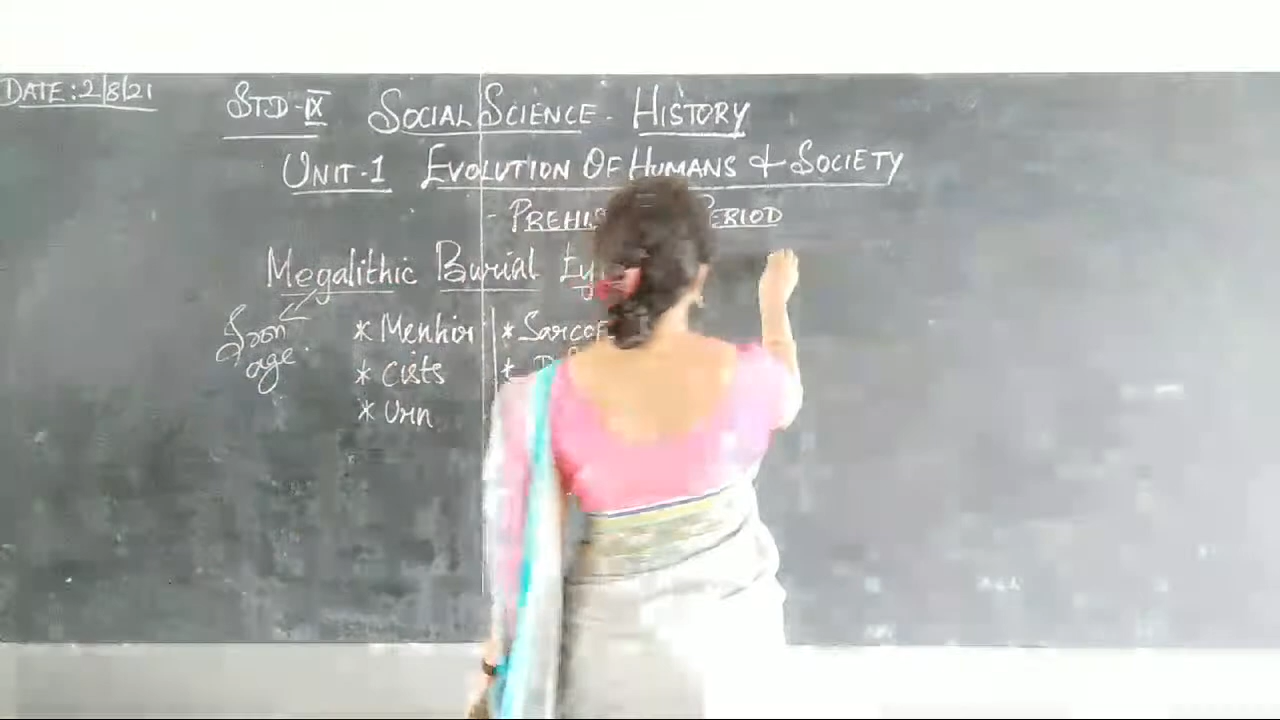 DATE: 2/8/21
STD-IX SOCIAL SCIENCE - HISTORY
UNIT-1 EVOLUTION OF HUMANS & SOCIETY
- PERIOD
Megalithic Burial
Iron age.
* Menhir
* Cists
* Urn
*
*